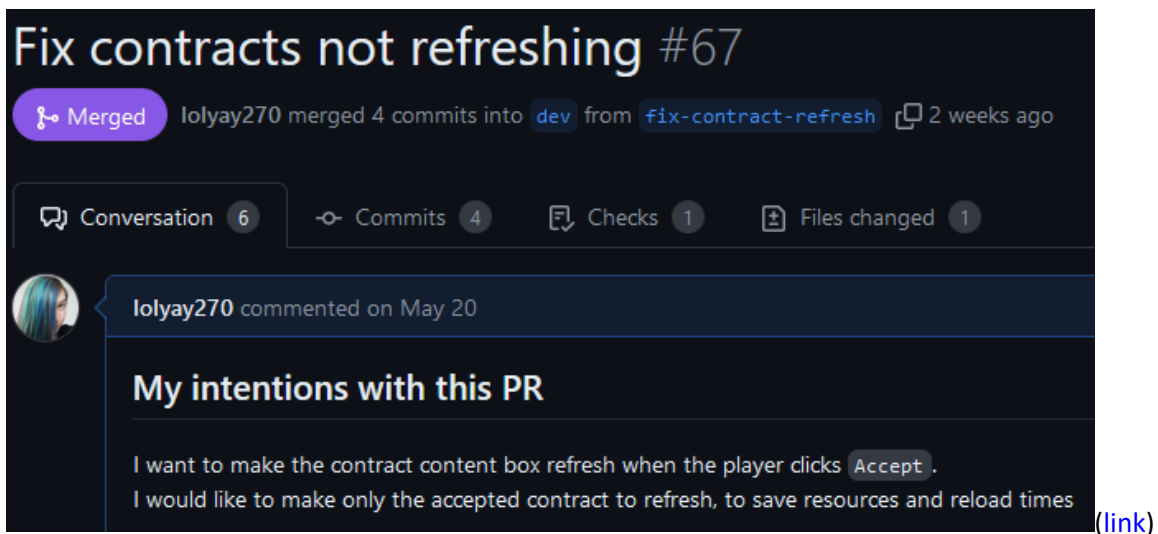 Fix contracts not refreshing #67
Merged lolyay270 merged 4 commits into dev from fix-contract-refresh 2 weeks ago
Conversation 6 Commits 4 Checks 1 Files changed 1
lolyay270 commented on May 20
My intentions with this PR
I want to make the contract content box refresh when the player clicks Accept.
I would like to make only the accepted contract to refresh, to save resources and reload times
(link)